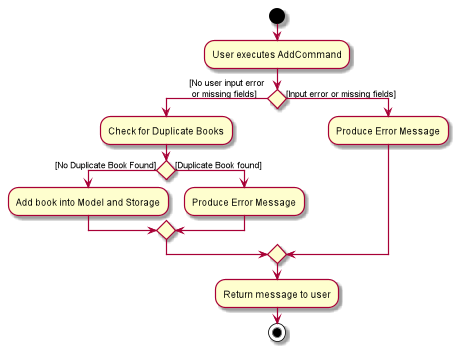 User executes AddCommand
[No user input error
or missing fields]
[Input error or missing fields]
Check for Duplicate Books
Produce Error Message
[No Duplicate Book Found]
[Duplicate Book found]
Add book into Model and Storage
Produce Error Message
Return message to user